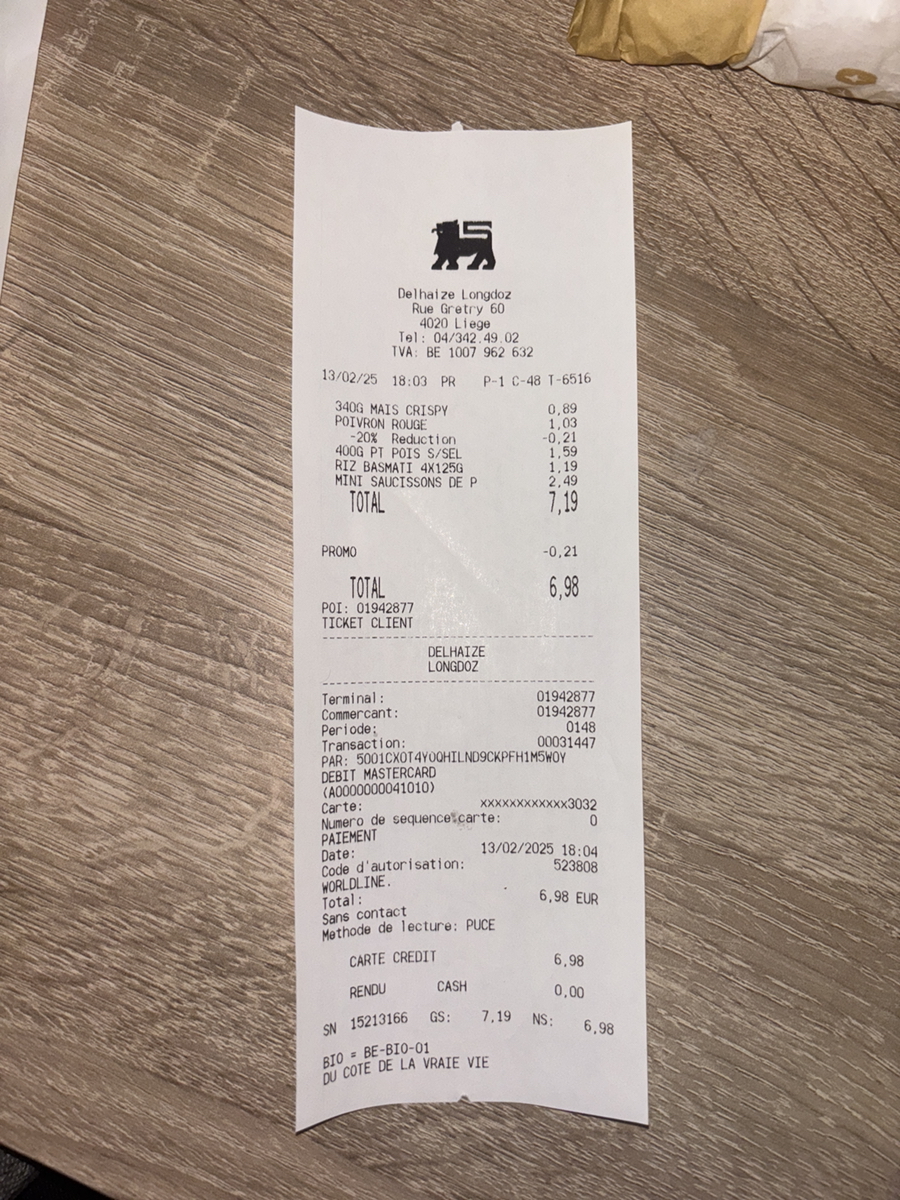 Delhaize Longdoz
Rue Gretry 60
4020 Liege
Tel: 04/342.49.02
TVA: BE 1007 962 632
13/02/25 18:03 PR P-1 C-48 T-6516
340G MAIS CRISPY 0,89
POIVRON ROUGE 1,03
-20% Reduction -0,21
400G PT POIS S/SEL 1,59
RIZ BASMATI 4X125G 1,19
MINI SAUCISSONS DE P 2,49
TOTAL 7,19
PROMO -0,21
TOTAL 6,98
POI: 01942877
TICKET CLIENT
DELHAIZE
LONGDOZ
Terminal: 01942877
Commercant: 01942877
Periode: 0148
Transaction: 00031447
PAR: 5001CXOT4YOQHILND9CKPFH1M5WOY
DEBIT MASTERCARD
(A0000000041010)
Carte: xxxxxxxxxxxx3032
Numero de sequence carte: 0
PAIEMENT
Date: 13/02/2025 18:04
Code d'autorisation: 523808
WORLDLINE.
Total: 6,98 EUR
Sans contact
Methode de lecture: PUCE
CARTE CREDIT 6,98
RENDU CASH 0,00
SN 15213166 GS: 7,19 NS: 6,98
BIO = BE-BIO-01
DU COTE DE LA VRAIE VIE